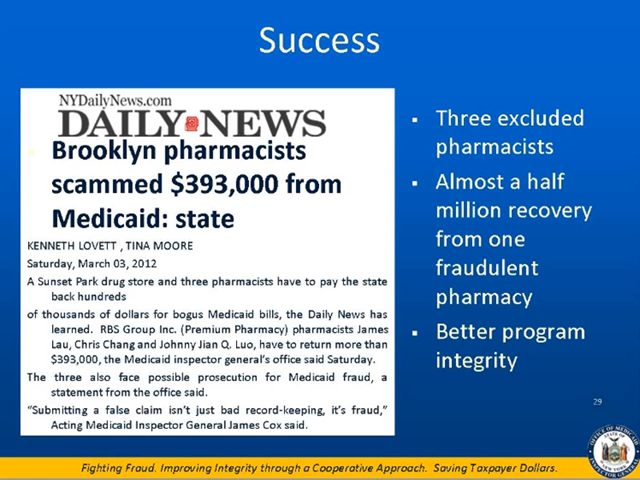 Success
NYDailyNews.com
DAILY NEWS
Brooklyn pharmacists
scammed $393,000 from
Medicaid: state
KENNETH LOVETT , TINA MOORE
Saturday, March 03, 2012
A Sunset Park drug store and three pharmacists have to pay the state
back hundreds
of thousands of dollars for bogus Medicaid bills, the Daily News has
learned. RBS Group Inc. (Premium Pharmacy) pharmacists James
Lau, Chris Chang and Johnny Jian Q. Luo, have to return more than
$393,000, the Medicaid inspector general's office said Saturday.
The three also face possible prosecution for Medicaid fraud, a
statement from the office said.
"Submitting a false claim isn't just bad record-keeping, it's fraud,"
Acting Medicaid Inspector General James Cox said.
▪ Three excluded
pharmacists
▪ Almost a half
million recovery
from one
fraudulent
pharmacy
▪ Better program
integrity
29
Fighting Fraud. Improving Integrity through a Cooperative Approach. Saving Taxpayer Dollars.